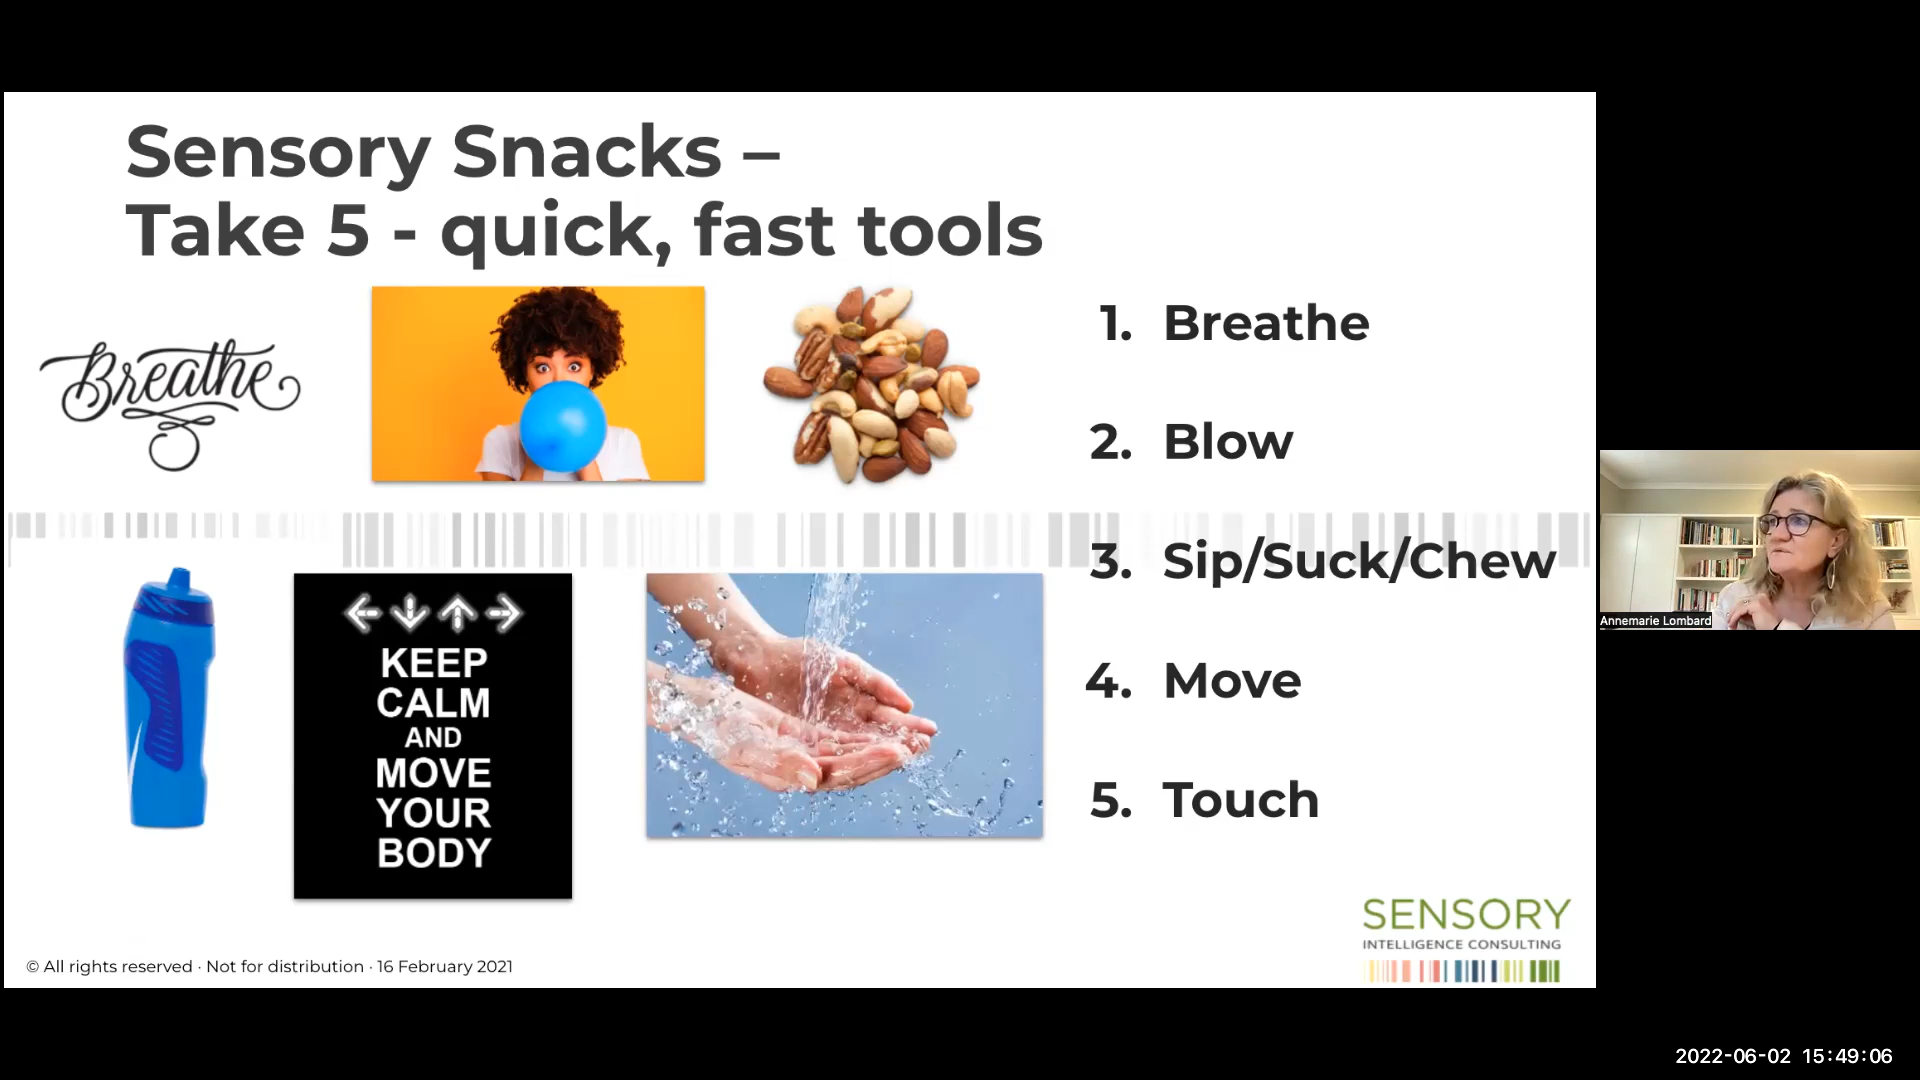 Sensory Snacks –
Take 5 - quick, fast tools
Breathe
KEEP
CALM
AND
MOVE
YOUR
BODY
1. Breathe
2. Blow
3. Sip/Suck/Chew
4. Move
5. Touch
SENSORY
INTELLIGENCE CONSULTING
© All rights reserved · Not for distribution · 16 February 2021
Annemarie Lombard
2022-06-02 15:49:06